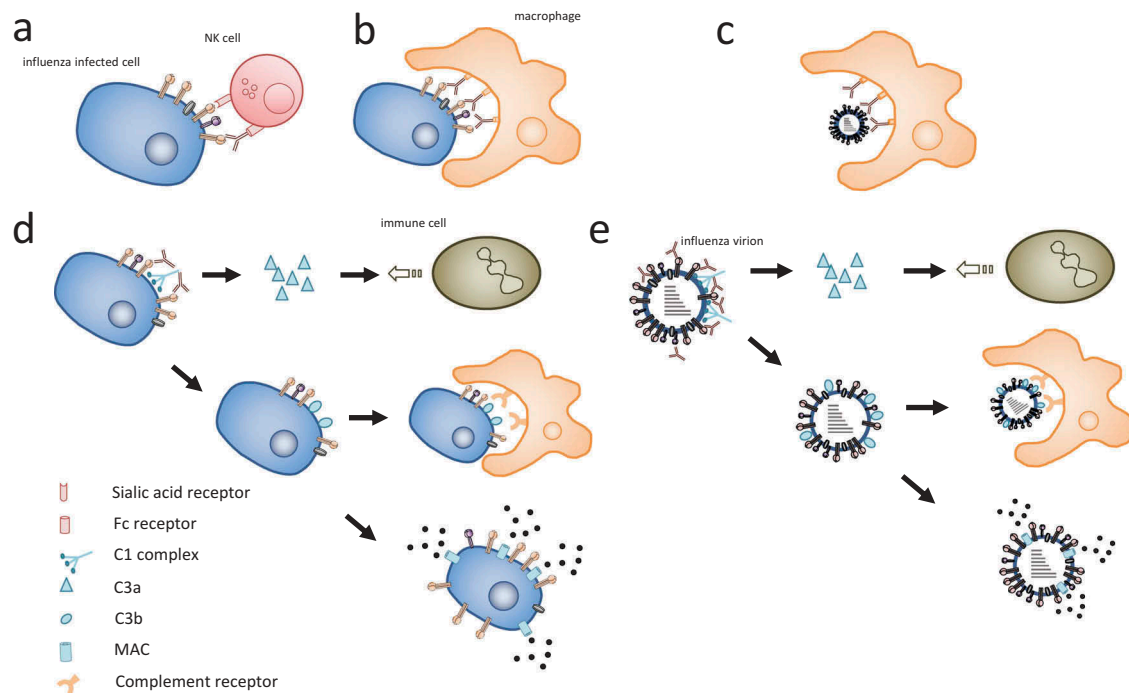 a
NK cell
influenza infected cell
b
macrophage
c
d
immune cell
e
influenza virion
Sialic acid receptor
Fc receptor
C1 complex
C3a
C3b
MAC
Complement receptor